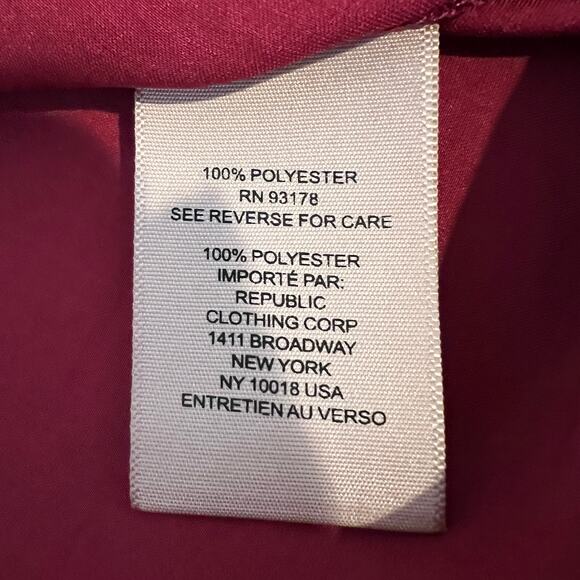 100% POLYESTER
RN 93178
SEE REVERSE FOR CARE
100% POLYESTER
IMPORTÉ PAR:
REPUBLIC
CLOTHING CORP
1411 BROADWAY
NEW YORK
NY 10018 USA
ENTRETIEN AU VERSO